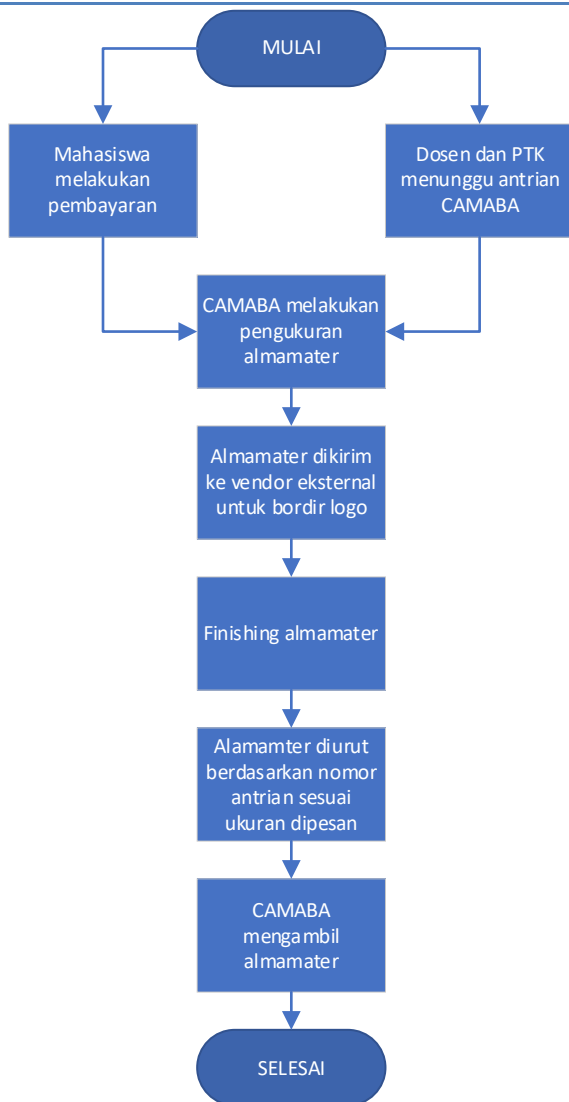 MULAI
Mahasiswa
melakukan
pembayaran
Dosen dan PTK
menunggu antrian
CAMABA
CAMABA melakukan
pengukuran
almamater
Almamater dikirim
ke vendor eksternal
untuk bordir logo
Finishing almamater
Alamamter diurut
berdasarkan nomor
antrian sesuai
ukuran dipesan
CAMABA
mengambil
almamater
SELESAI